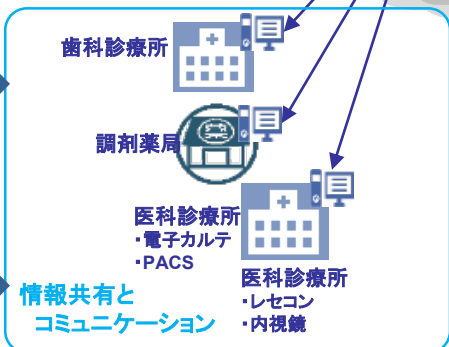 歯科診療所
調剤薬局
医科診療所
・電子カルテ
・PACS
医科診療所
・レセコン
・内視鏡
情報共有と
コミュニケーション